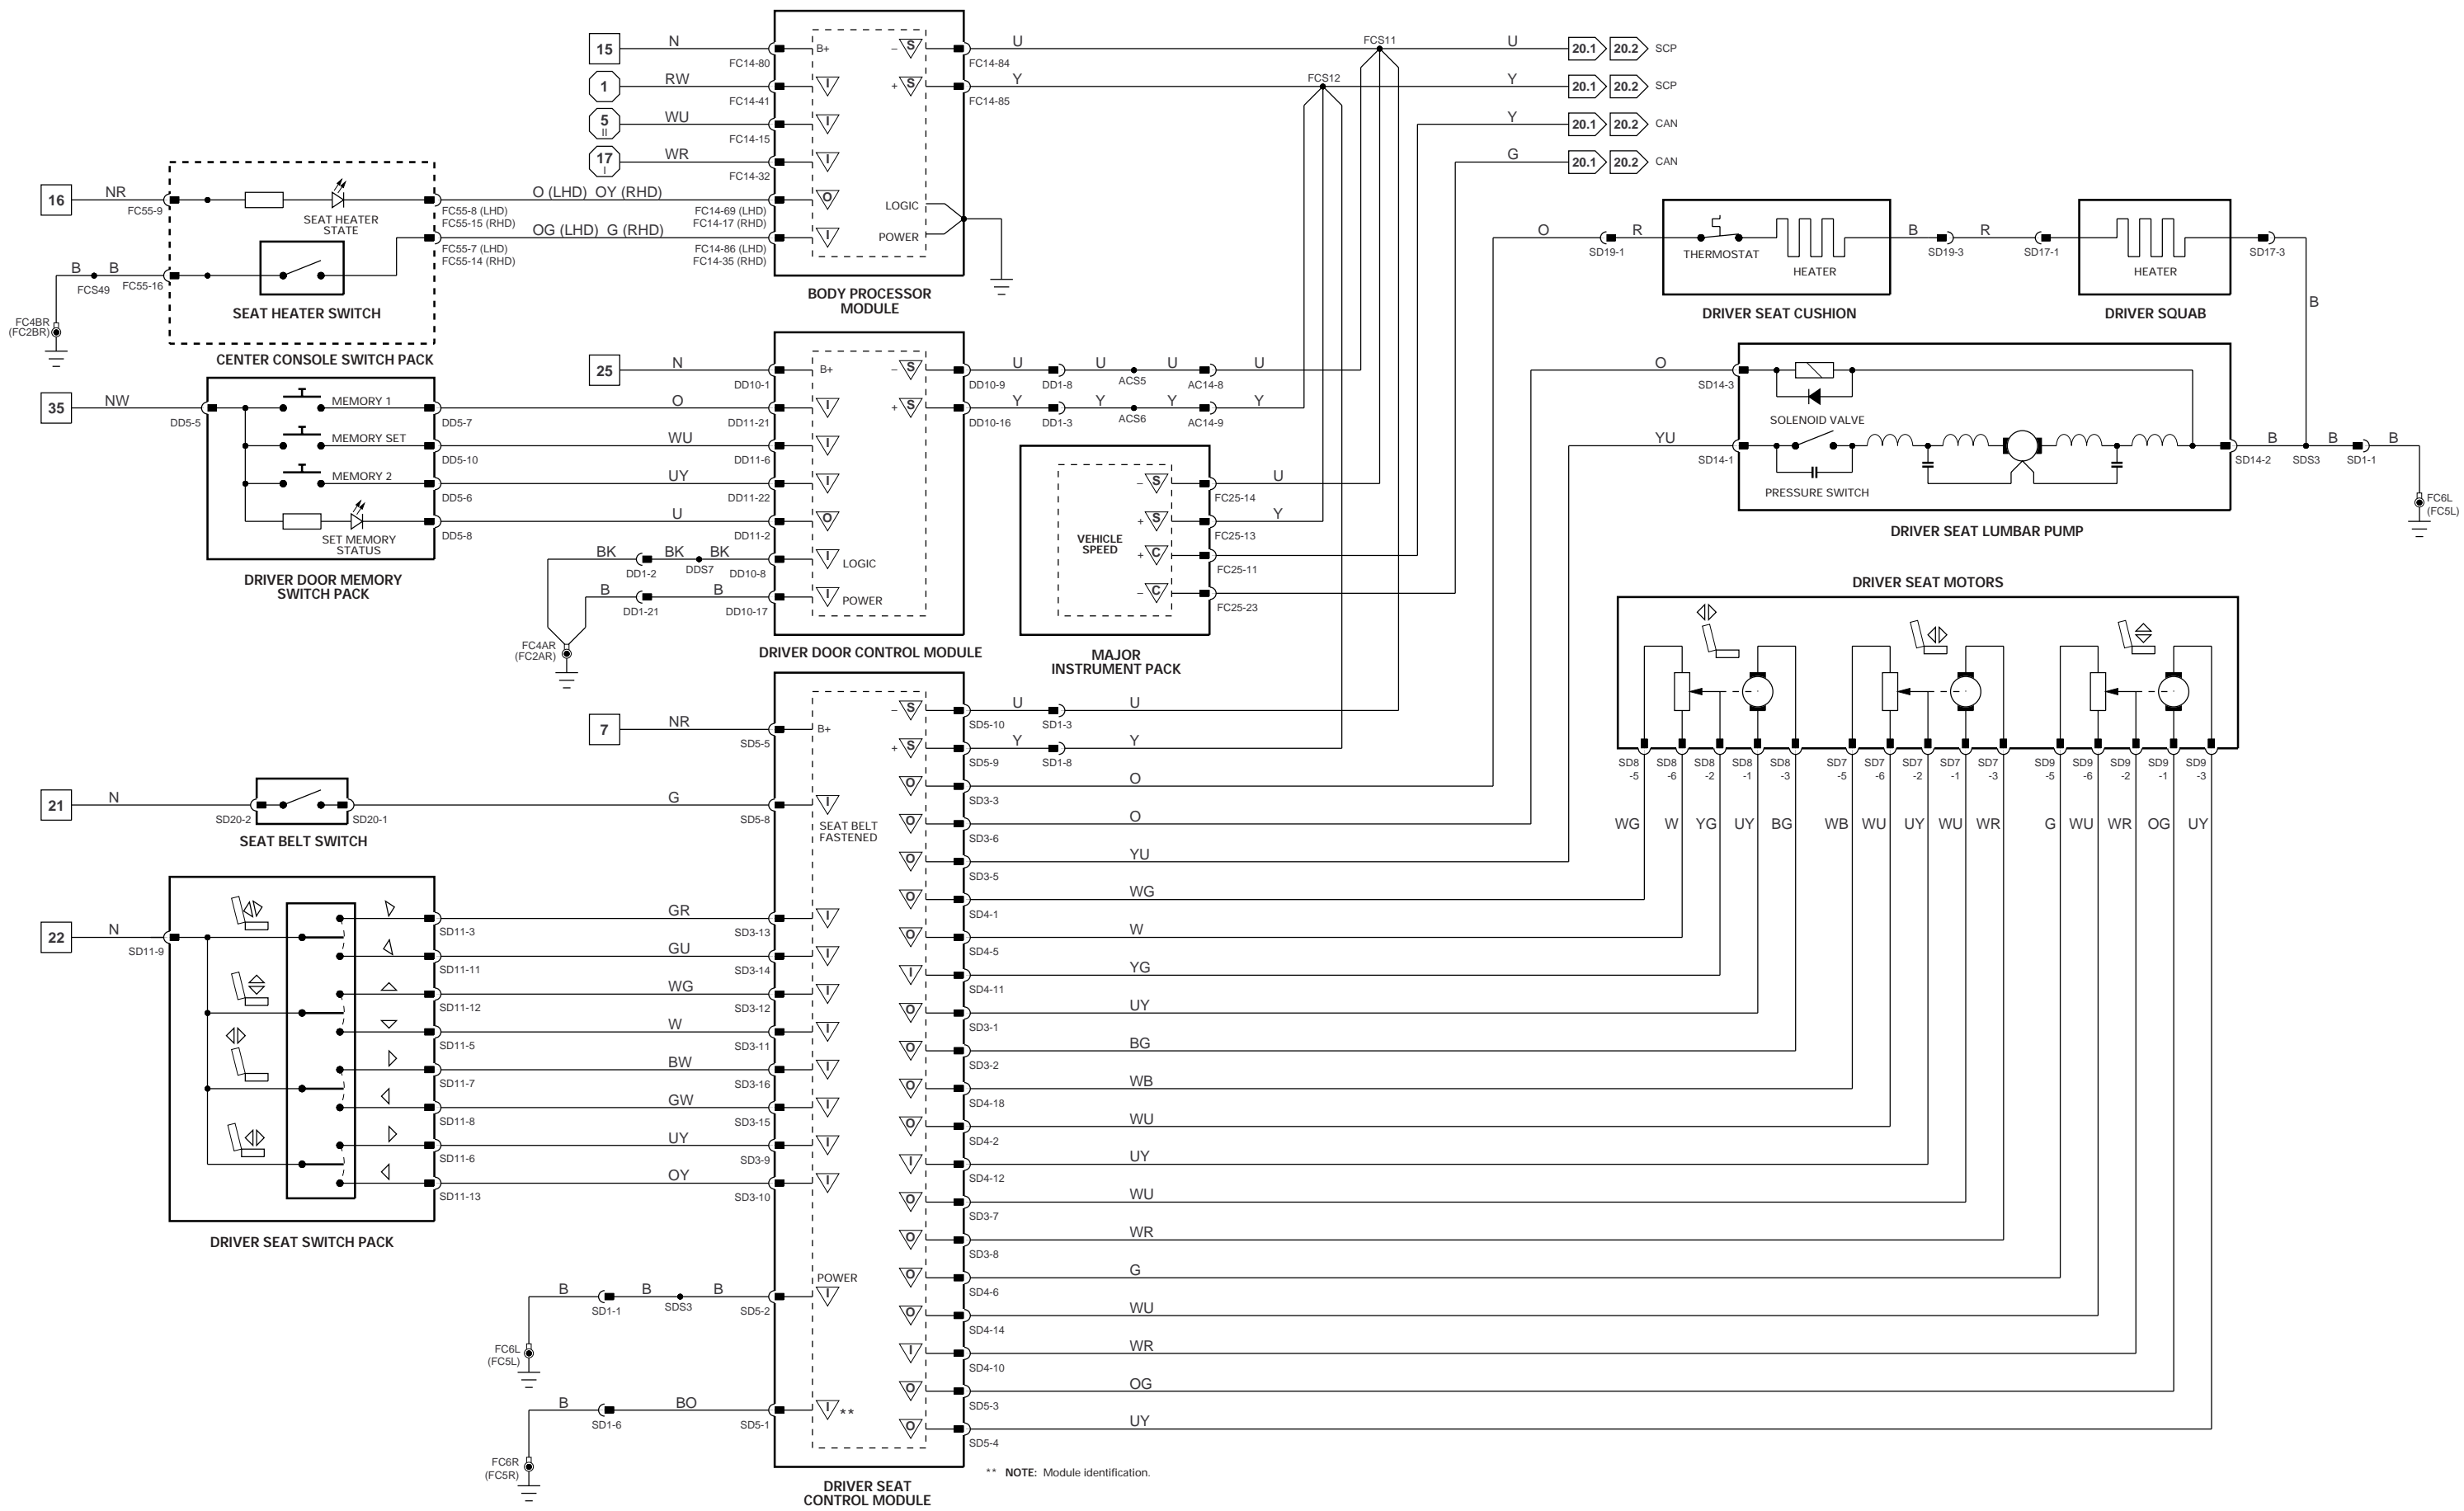 15
N
FC14-80
B+
– S
FC14-84
U
FCS11
U
20.1
20.2
SCP
1
RW
FC14-41
I
+ S
FC14-85
Y
FCS12
Y
20.1
20.2
SCP
5
II
WU
FC14-15
I
Y
20.1
20.2
CAN
17
I
WR
FC14-32
I
G
20.1
20.2
CAN
16
NR
FC55-9
SEAT HEATER
STATE
FC55-8 (LHD)
FC55-15 (RHD)
O (LHD) OY (RHD)
FC14-69 (LHD)
FC14-17 (RHD)
O
LOGIC
FC55-7 (LHD)
FC55-14 (RHD)
OG (LHD) G (RHD)
FC14-86 (LHD)
FC14-35 (RHD)
I
POWER
B
FCS49
B
FC55-16
FC4BR
(FC2BR)
SEAT HEATER SWITCH
CENTER CONSOLE SWITCH PACK
BODY PROCESSOR
MODULE
O
SD19-1
R
THERMOSTAT
HEATER
B
SD19-3
R
SD17-1
HEATER
SD17-3
B
DRIVER SEAT CUSHION
DRIVER SQUAB
35
NW
DD5-5
MEMORY 1
DD5-7
O
DD11-21
I
MEMORY SET
DD5-10
WU
DD11-6
I
MEMORY 2
DD5-6
UY
DD11-22
I
SET MEMORY
STATUS
DD5-8
U
DD11-2
O
DRIVER DOOR MEMORY
SWITCH PACK
25
N
DD10-1
B+
– S
DD10-9
U
DD1-8
U
ACS5
U
AC14-8
U
+ S
DD10-16
Y
DD1-3
Y
ACS6
Y
AC14-9
Y
BK
DD1-2
BK
DDS7
BK
DD10-8
I
LOGIC
B
DD1-21
B
DD10-17
I
POWER
FC4AR
(FC2AR)
DRIVER DOOR CONTROL MODULE
VEHICLE
SPEED
– S
FC25-14
U
+ S
FC25-13
Y
+ C
FC25-11
– C
FC25-23
MAJOR
INSTRUMENT PACK
O
SD14-3
SOLENOID VALVE
YU
SD14-1
PRESSURE SWITCH
SD14-2
B
SDS3
B
SD1-1
B
FC6L
(FC5L)
DRIVER SEAT LUMBAR PUMP
DRIVER SEAT MOTORS
SD8
-5
SD8
-6
SD8
-2
SD8
-1
SD8
-3
SD7
-5
SD7
-6
SD7
-2
SD7
-1
SD7
-3
SD9
-5
SD9
-6
SD9
-2
SD9
-1
SD9
-3
WG
W
YG
UY
BG
WB
WU
UY
WU
WR
G
WU
WR
OG
UY
7
NR
SD5-5
B+
21
N
SD20-2
SD20-1
SEAT BELT SWITCH
G
SD5-8
I
SEAT BELT
FASTENED
22
N
SD11-9
SD11-3
GR
SD3-13
I
SD11-11
GU
SD3-14
I
SD11-12
WG
SD3-12
I
SD11-5
W
SD3-11
I
SD11-7
BW
SD3-16
I
SD11-8
GW
SD3-15
I
SD11-6
UY
SD3-9
I
SD11-13
OY
SD3-10
I
DRIVER SEAT SWITCH PACK
B
SD1-1
B
SDS3
B
SD5-2
POWER
I
FC6L
(FC5L)
B
SD1-6
BO
SD5-1
I **
FC6R
(FC5R)
– S
SD5-10
U
SD1-3
U
+ S
SD5-9
Y
SD1-8
Y
O
SD3-3
O
O
SD3-6
O
O
SD3-5
YU
O
SD4-1
WG
O
SD4-5
W
I
SD4-11
YG
O
SD3-1
UY
O
SD3-2
BG
O
SD4-18
WB
O
SD4-2
WU
I
SD4-12
UY
O
SD3-7
WU
O
SD3-8
WR
O
SD4-6
G
O
SD4-14
WU
I
SD4-10
WR
O
SD5-3
OG
O
SD5-4
UY
DRIVER SEAT
CONTROL MODULE
** NOTE: Module identification.